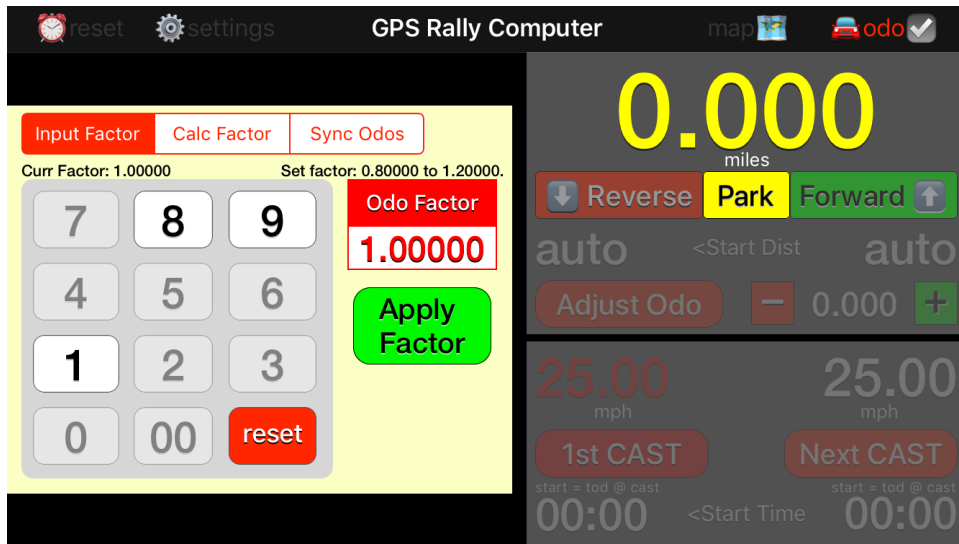 reset settings GPS Rally Computer map odo
Input Factor Calc Factor Sync Odos
Curr Factor: 1.00000 Set factor: 0.80000 to 1.20000.
7 8 9
4 5 6
1 2 3
0 00 reset
Odo Factor
1.00000
Apply
Factor
0.000
miles
Reverse Park Forward
auto <Start Dist auto
Adjust Odo − 0.000 +
25.00 25.00
mph mph
1st CAST Next CAST
start = tod @ cast start = tod @ cast
00:00 <Start Time 00:00